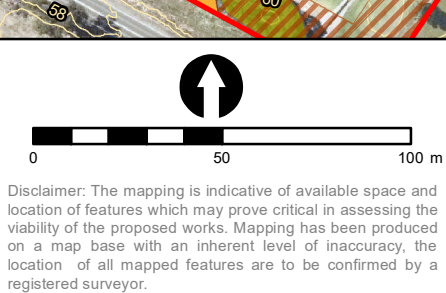 58
60
0 50 100 m
Disclaimer: The mapping is indicative of available space and
location of features which may prove critical in assessing the
viability of the proposed works. Mapping has been produced
on a map base with an inherent level of inaccuracy, the
location of all mapped features are to be confirmed by a
registered surveyor.